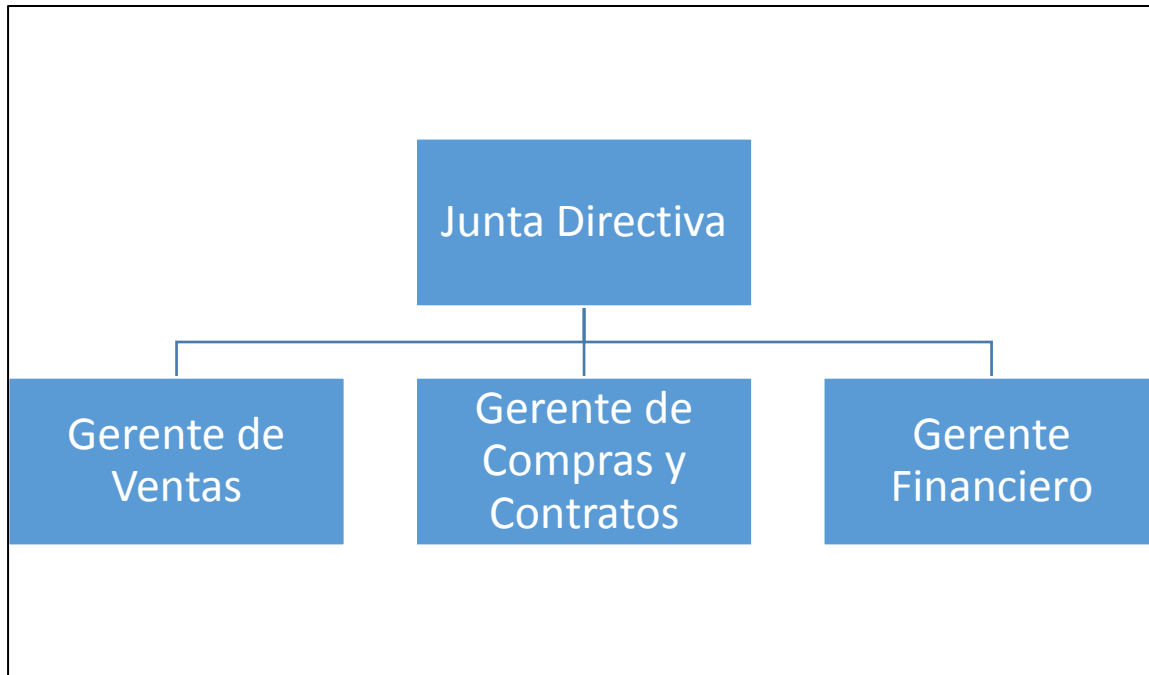 Junta Directiva
Gerente de
Ventas
Gerente de
Compras y
Contratos
Gerente
Financiero